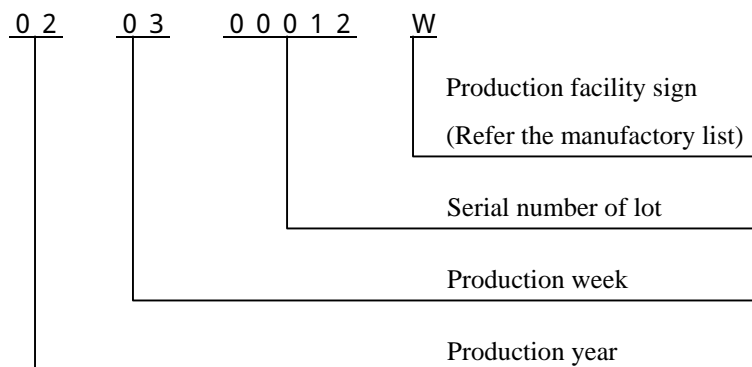 02 03 00012 W
Production facility sign
(Refer the manufactory list)
Serial number of lot
Production week
Production year